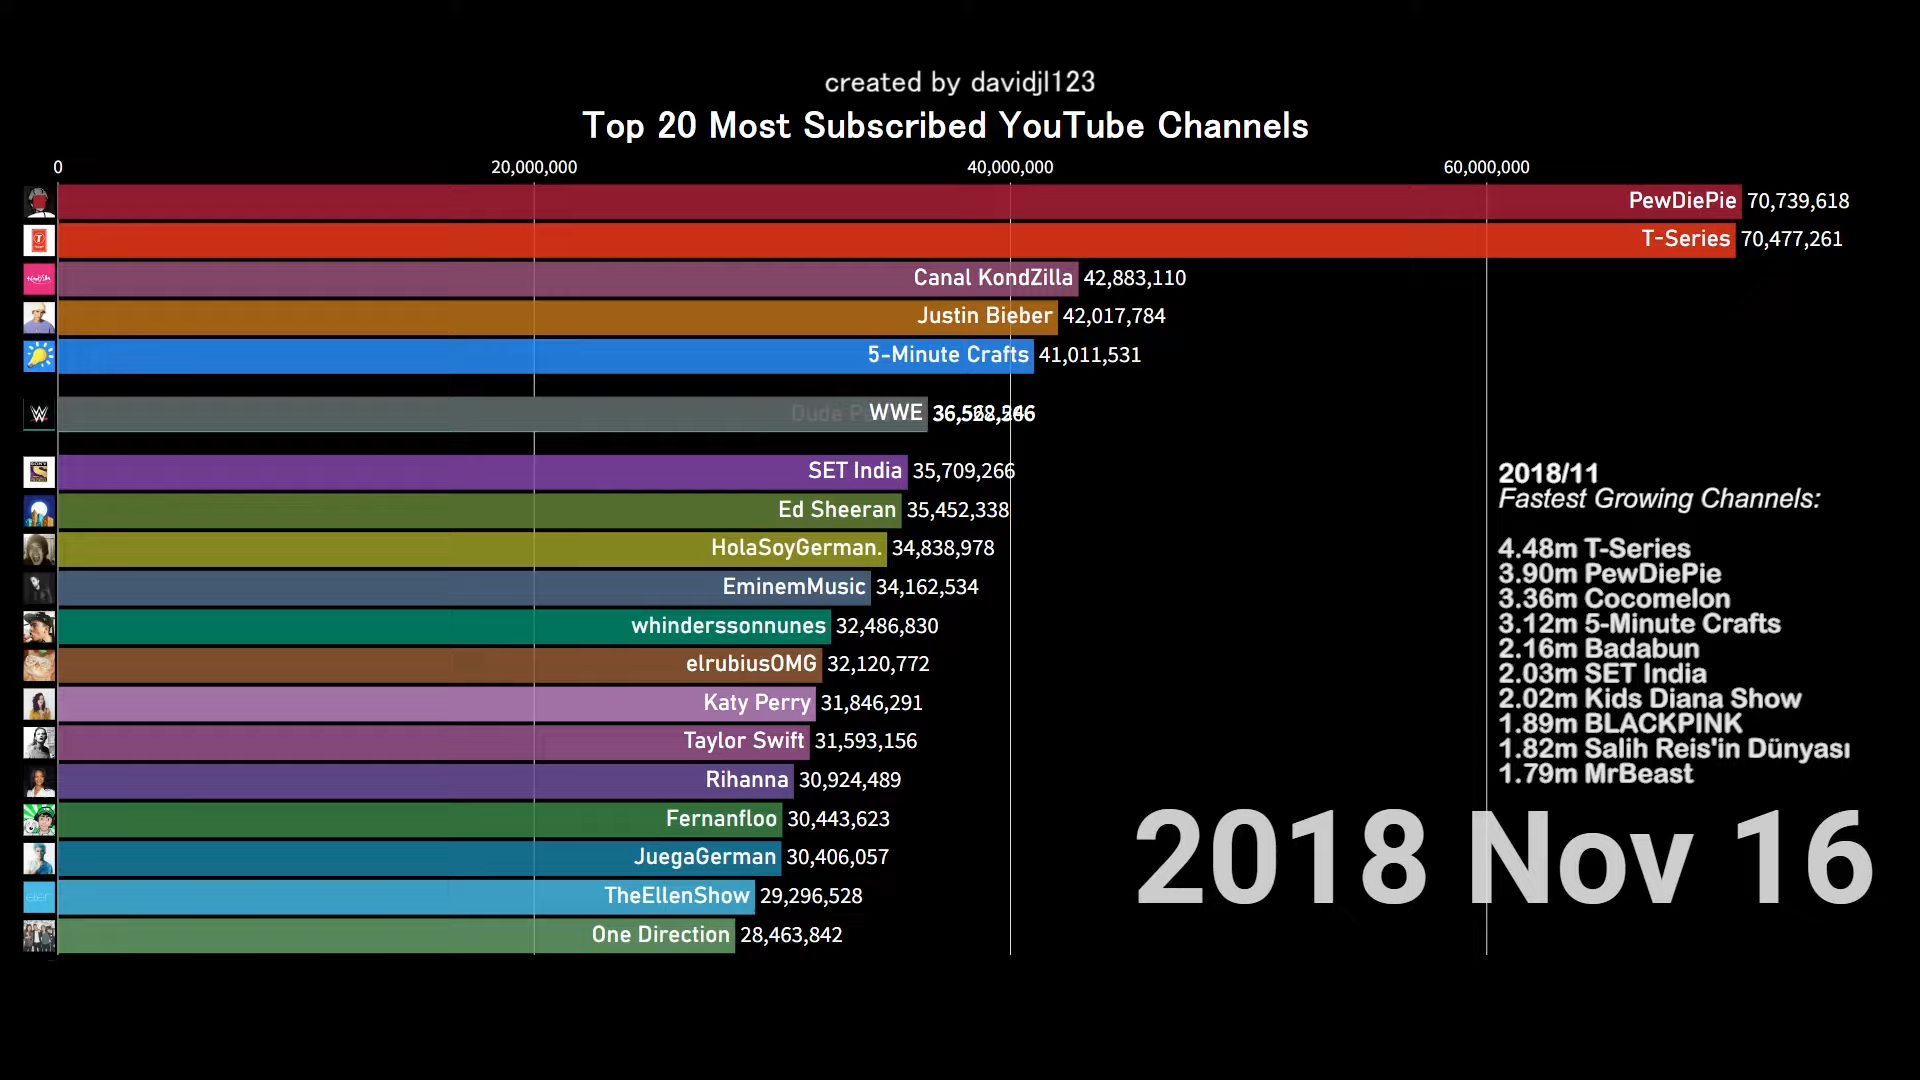 created by davidjl123
Top 20 Most Subscribed YouTube Channels
0 20,000,000 40,000,000 60,000,000
PewDiePie 70,739,618
T-Series 70,477,261
Canal KondZilla 42,883,110
Justin Bieber 42,017,784
5-Minute Crafts 41,011,531
WWE
SET India 35,709,266
Ed Sheeran 35,452,338
HolaSoyGerman. 34,838,978
EminemMusic 34,162,534
whinderssonnunes 32,486,830
elrubiusOMG 32,120,772
Katy Perry 31,846,291
Taylor Swift 31,593,156
Rihanna 30,924,489
Fernanfloo 30,443,623
JuegaGerman 30,406,057
TheEllenShow 29,296,528
One Direction 28,463,842
2018/11
Fastest Growing Channels:
4.48m T-Series
3.90m PewDiePie
3.36m Cocomelon
3.12m 5-Minute Crafts
2.16m Badabun
2.03m SET India
2.02m Kids Diana Show
1.89m BLACKPINK
1.82m Salih Reis'in Dünyası
1.79m MrBeast
2018 Nov 16